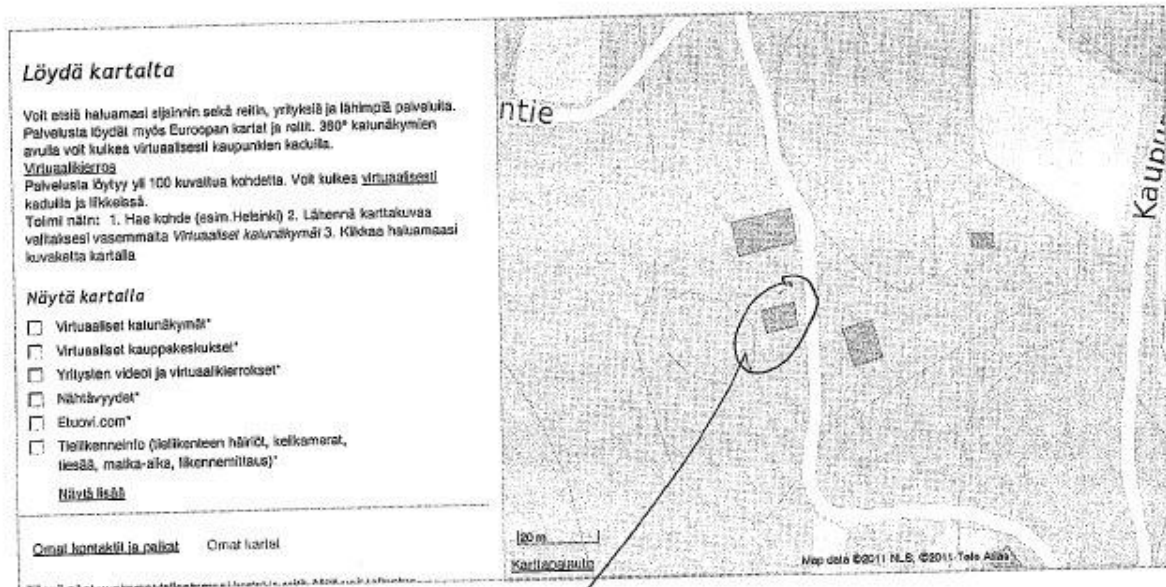 Löydä kartalta
Voit etsiä haluamasi sijainnin sekä reitin, yrityksiä ja lähimpiä palveluita.
Palvelusta löydät myös Euroopan kartat ja reitit. 360° katunäkymien
avulla voit kulkea virtuaalisesti kaupunkien kaduilla.
Virtuaalikierros
Palvelusta löytyy yli 100 kuvattua kohdetta. Voit kulkea virtuaalisesti
kaduilla ja liikkeissä.
Toimi näin: 1. Hae kohde (esim.Helsinki) 2. Lähennä karttakuvaa
valitaksesi vasemmalta Virtuaaliset katunäkymät 3. Klikkaa haluamaasi
kuvaketta kartalla
Näytä kartalla
Virtuaaliset katunäkymät*
Virtuaaliset kauppakeskukset*
Yritysten videot ja virtuaalikierrokset*
Nähtävyydet*
Etuovi.com*
Tieliikenneinfo (tieliikenteen häiriöt, kelikamerat,
tiesää, matka-aika, liikennemittaus)*
Näytä lisää
Omat kontaktit ja paikat Omat kartat
ntie
Kaupun
20 m
Karttapalaute
Map data ©2011 NLS, ©2011 Tele Atlas